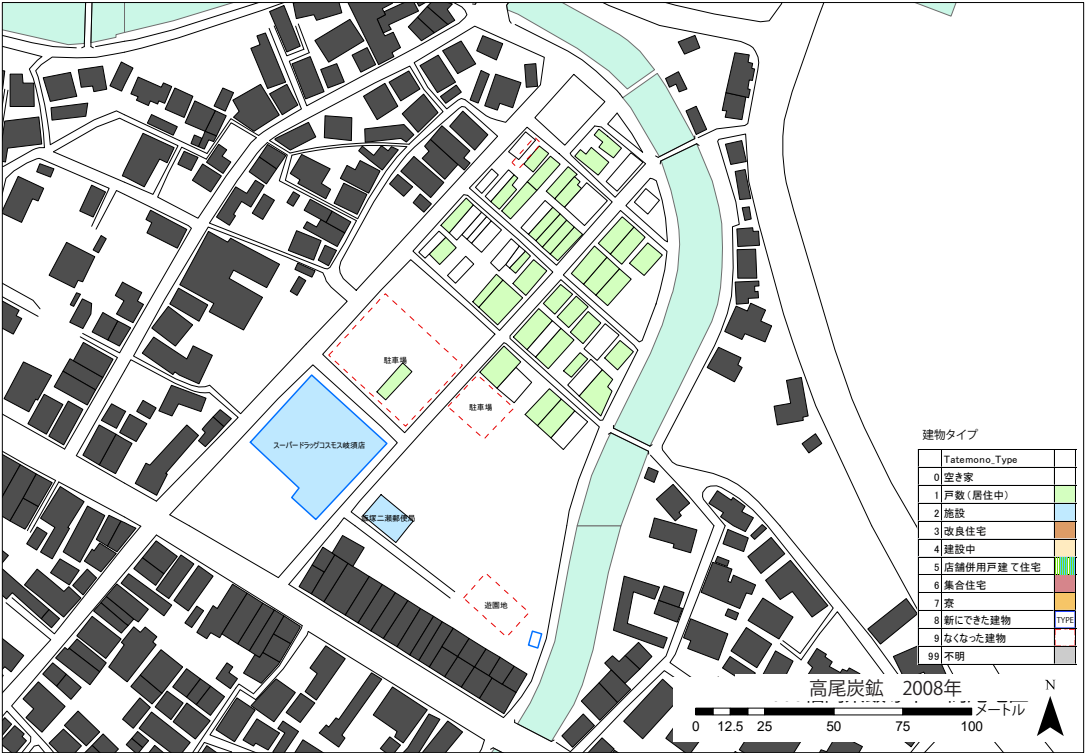 駐車場
駐車場
スーパードラッグコスモス岐須店
飯塚二瀬郵便局
遊園地
建物タイプ
Tatemono_Type
0 空き家
1 戸数(居住中)
2 施設
3 改良住宅
4 建設中
5 店舗併用戸建て住宅
6 集合住宅
7 寮
8 新にできた建物 TYPE
9 なくなった建物
99 不明
高尾炭鉱 2008年
メートル
0 12.5 25 50 75 100
N